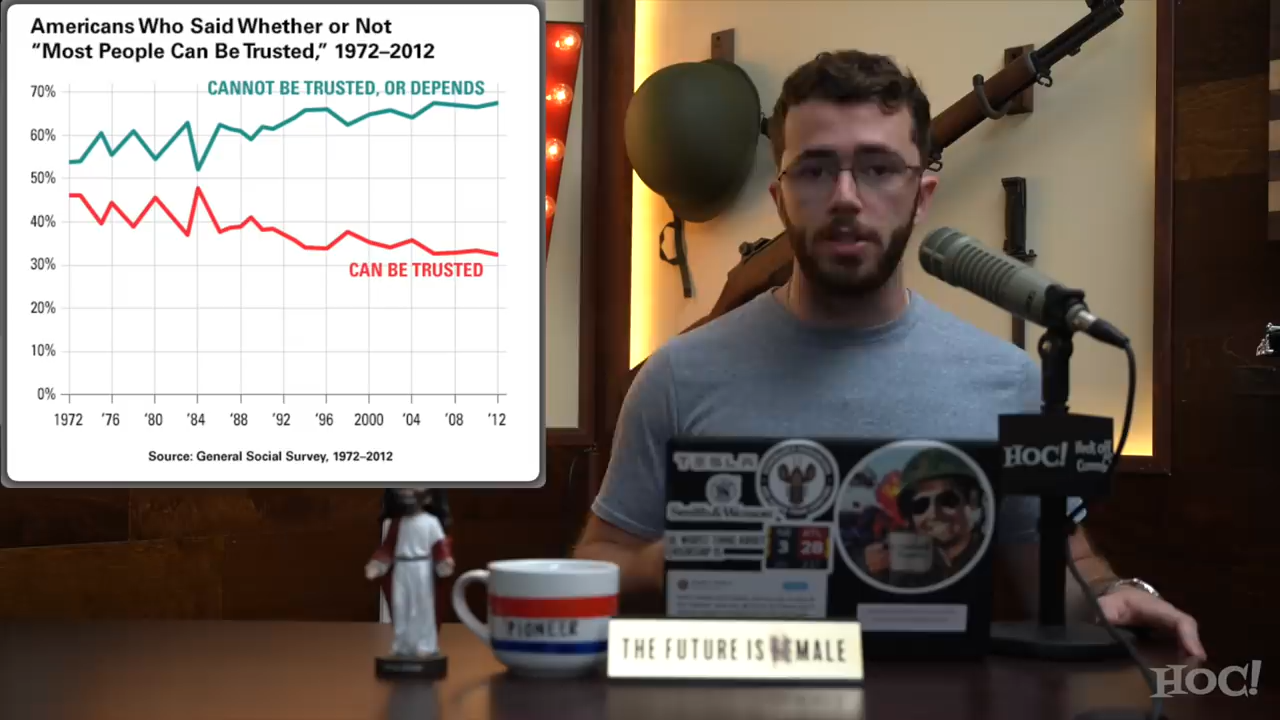 Americans Who Said Whether or Not
“Most People Can Be Trusted,” 1972–2012
CANNOT BE TRUSTED, OR DEPENDS
70%
60%
50%
40%
30%
CAN BE TRUSTED
20%
10%
0%
1972 '76 '80 '84 '88 '92 '96 2000 '04 '08 '12
Source: General Social Survey, 1972–2012
HOC!
TESLA
Smith & Wesson
3 28
PIONEER
THE FUTURE IS MALE
HOC!